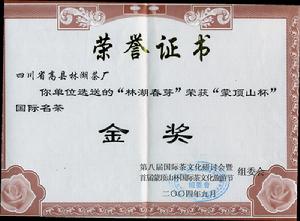 荣誉证书
四川省高县林湖茶厂
你单位选送的“林湖春芽”荣获“蒙顶山杯”
国际名茶
金奖
第八届国际茶文化研讨会暨
首届蒙顶山杯国际茶文化旅游节
组委会
二〇〇四年九月